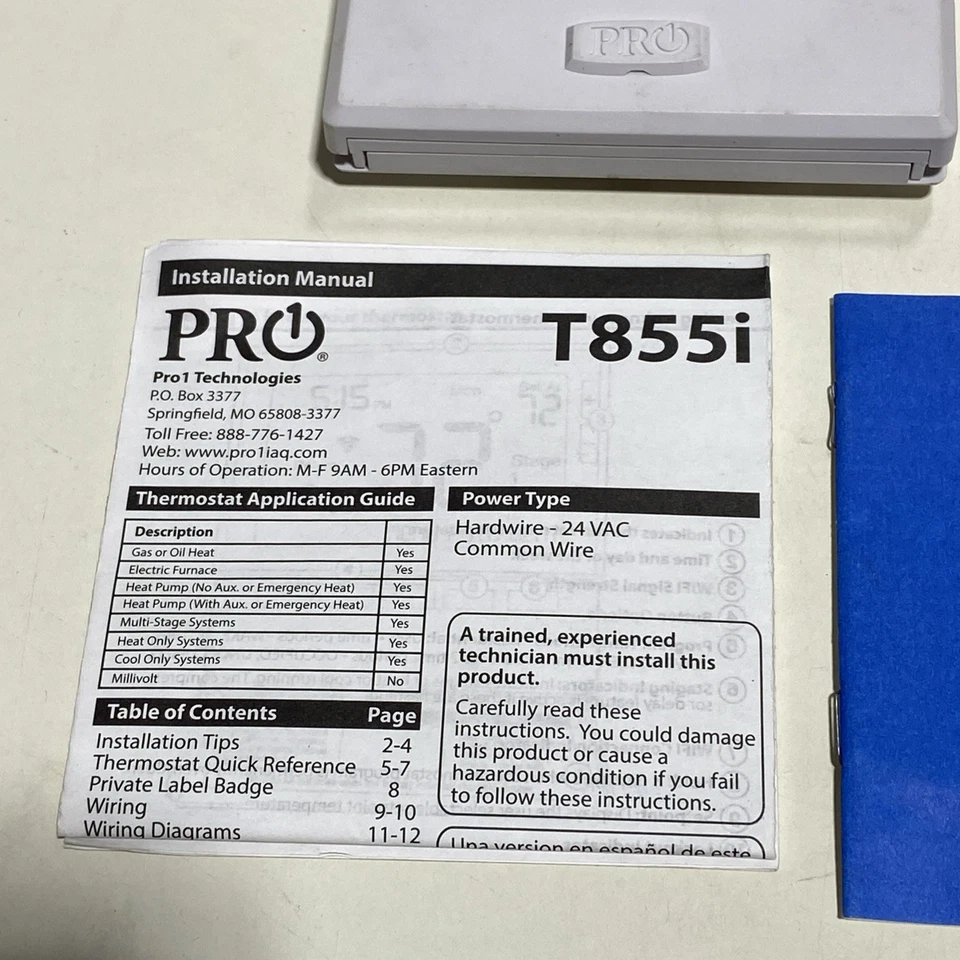 PRO
Installation Manual
PRO®
T855i
Pro1 Technologies
P.O. Box 3377
Springfield, MO 65808-3377
Toll Free: 888-776-1427
Web: www.pro1iaq.com
Hours of Operation: M-F 9AM - 6PM Eastern
Thermostat Application Guide
Description
Gas or Oil Heat Yes
Electric Furnace Yes
Heat Pump (No Aux. or Emergency Heat) Yes
Heat Pump (With Aux. or Emergency Heat) Yes
Multi-Stage Systems Yes
Heat Only Systems Yes
Cool Only Systems Yes
Millivolt No
Table of Contents Page
Installation Tips 2-4
Thermostat Quick Reference 5-7
Private Label Badge 8
Wiring 9-10
Wiring Diagrams 11-12
Power Type
Hardwire - 24 VAC
Common Wire
A trained, experienced
technician must install this
product.
Carefully read these
instructions. You could damage
this product or cause a
hazardous condition if you fail
to follow these instructions.
Una version en español de este